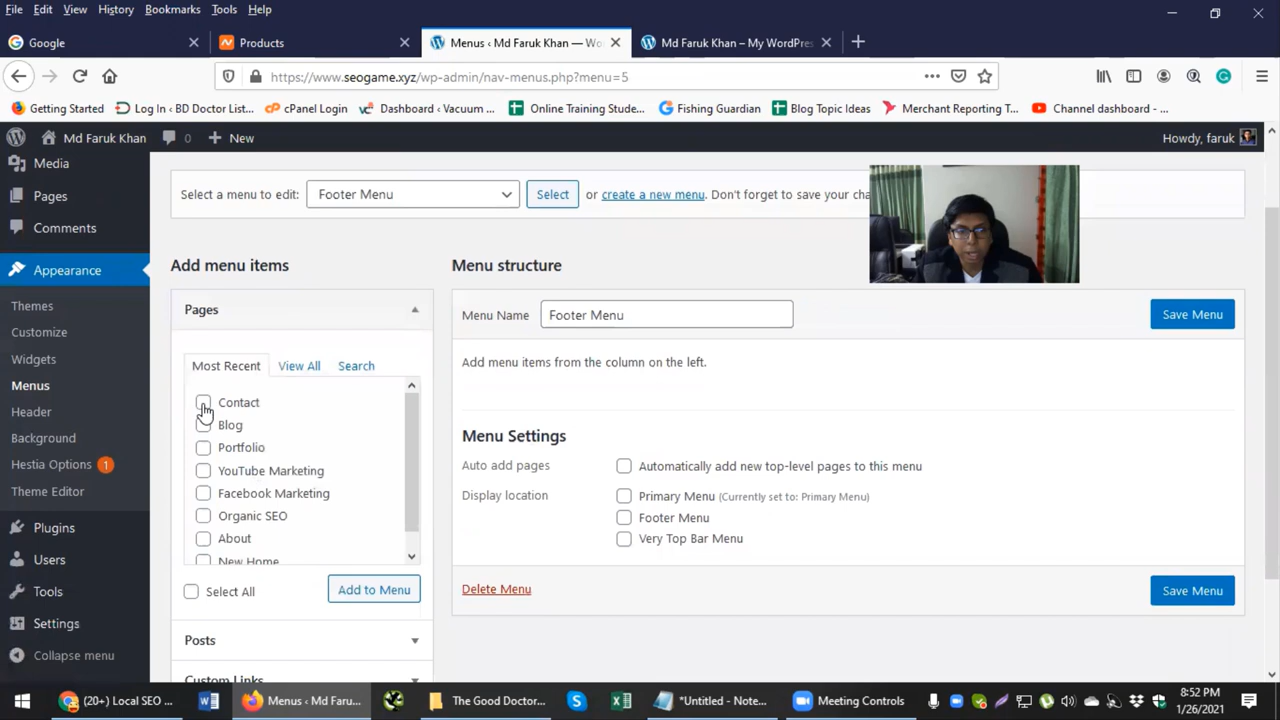 File Edit View History Bookmarks Tools Help
Google
Products
Menus ‹ Md Faruk Khan — Wo
Md Faruk Khan – My WordPres
https://www.seogame.xyz/wp-admin/nav-menus.php?menu=5
Getting Started
Log In ‹ BD Doctor List...
cPanel Login
Dashboard ‹ Vacuum ...
Online Training Stude...
Fishing Guardian
Blog Topic Ideas
Merchant Reporting T...
Channel dashboard - ...
Md Faruk Khan
0
New
Howdy, faruk
Media
Pages
Comments
Appearance
Themes
Customize
Widgets
Menus
Header
Background
Hestia Options 1
Theme Editor
Plugins
Users
Tools
Settings
Collapse menu
Select a menu to edit: Footer Menu Select or create a new menu. Don't forget to save your cha
Add menu items
Pages
Most Recent View All Search
Contact
Blog
Portfolio
YouTube Marketing
Facebook Marketing
Organic SEO
About
New Home
Select All
Add to Menu
Posts
Custom Links
Menu structure
Menu Name Footer Menu Save Menu
Add menu items from the column on the left.
Menu Settings
Auto add pages Automatically add new top-level pages to this menu
Display location Primary Menu (Currently set to: Primary Menu)
Footer Menu
Very Top Bar Menu
Delete Menu Save Menu
(20+) Local SEO ...
Menus ‹ Md Faru...
The Good Doctor...
*Untitled - Note...
Meeting Controls
8:52 PM
1/26/2021